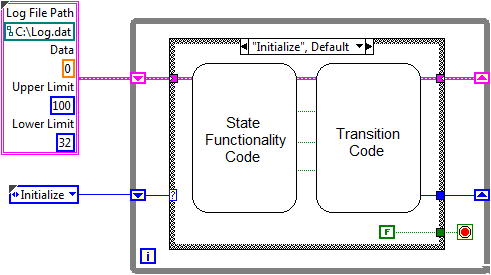 Log File Path
C:\Log.dat
Data
0
Upper Limit
100
Lower Limit
32
Initialize
"Initialize", Default
State
Functionality
Code
Transition
Code
?
F
i